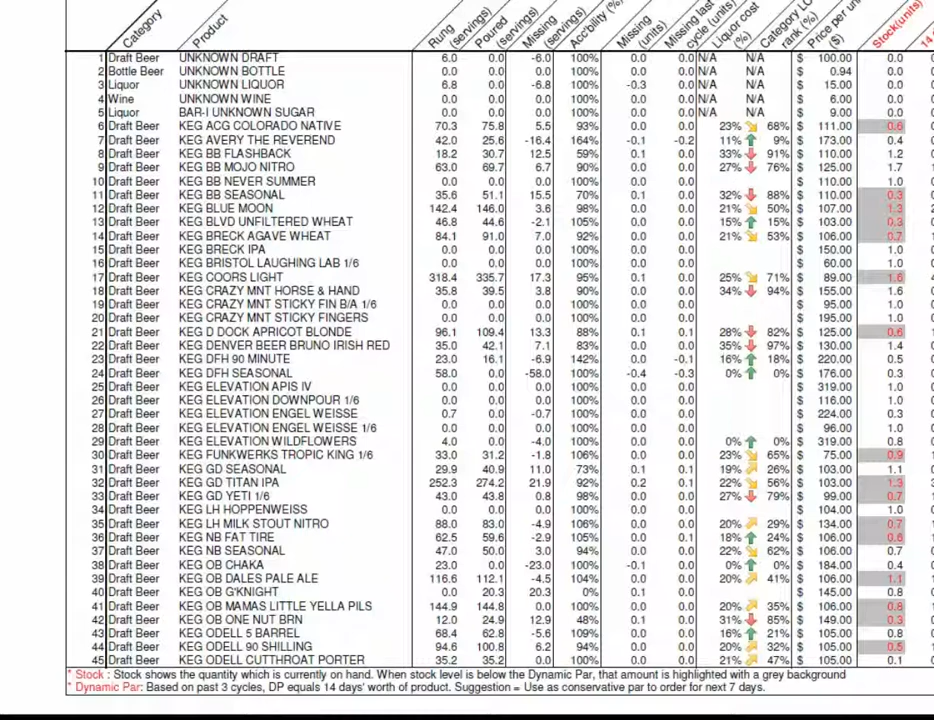 Category Product Rung (servings) Poured (servings) Missing (servings) Acc'bility (%) Missing (units) Missing last cycle (units) Liquor cost (%) Category rank (%) Price per ($) Stock(units)
1 Draft Beer UNKNOWN DRAFT 6.0 0.0 -6.0 100% 0.0 0.0 N/A N/A $ 100.00 0.0
2 Bottle Beer UNKNOWN BOTTLE 0.0 0.0 0.0 100% 0.0 0.0 N/A N/A $ 0.94 0.0
3 Liquor UNKNOWN LIQUOR 6.8 0.0 -6.8 100% -0.3 0.0 N/A N/A $ 15.00 0.0
4 Wine UNKNOWN WINE 0.0 0.0 0.0 100% 0.0 0.0 N/A N/A $ 6.00 0.0
5 Liquor BAR-I UNKNOWN SUGAR 0.0 0.0 0.0 100% 0.0 0.0 N/A N/A $ 9.00 0.0
6 Draft Beer KEG ACG COLORADO NATIVE 70.3 75.8 5.5 93% 0.0 0.0 23% 68% $ 111.00 0.6
7 Draft Beer KEG AVERY THE REVEREND 42.0 25.6 -16.4 164% -0.1 -0.2 11% 9% $ 173.00 0.4
8 Draft Beer KEG BB FLASHBACK 18.2 30.7 12.5 59% 0.1 0.0 33% 91% $ 110.00 1.2
9 Draft Beer KEG BB MOJO NITRO 63.0 69.7 6.7 90% 0.0 0.0 27% 76% $ 125.00 1.7
10 Draft Beer KEG BB NEVER SUMMER 0.0 0.0 0.0 100% 0.0 0.0 $ 110.00 1.0
11 Draft Beer KEG BB SEASONAL 35.6 51.1 15.5 70% 0.1 0.0 32% 88% $ 110.00 0.3
12 Draft Beer KEG BLUE MOON 142.4 146.0 3.6 98% 0.0 0.0 21% 50% $ 107.00 1.3
13 Draft Beer KEG BLVD UNFILTERED WHEAT 46.8 44.6 -2.1 105% 0.0 0.0 15% 15% $ 103.00 0.3
14 Draft Beer KEG BRECK AGAVE WHEAT 84.1 91.0 7.0 92% 0.0 0.0 21% 53% $ 106.00 0.7
15 Draft Beer KEG BRECK IPA 0.0 0.0 0.0 100% 0.0 0.0 $ 150.00 1.0
16 Draft Beer KEG BRISTOL LAUGHING LAB 1/6 0.0 0.0 0.0 100% 0.0 0.0 $ 60.00 1.0
17 Draft Beer KEG COORS LIGHT 318.4 335.7 17.3 95% 0.1 0.0 25% 71% $ 89.00 1.6
18 Draft Beer KEG CRAZY MNT HORSE & HAND 35.8 39.5 3.8 90% 0.0 0.0 34% 94% $ 155.00 1.6
19 Draft Beer KEG CRAZY MNT STICKY FIN B/A 1/6 0.0 0.0 0.0 100% 0.0 0.0 $ 95.00 1.0
20 Draft Beer KEG CRAZY MNT STICKY FINGERS 0.0 0.0 0.0 100% 0.0 0.0 $ 195.00 1.0
21 Draft Beer KEG D DOCK APRICOT BLONDE 96.1 109.4 13.3 88% 0.1 0.1 28% 82% $ 125.00 0.6
22 Draft Beer KEG DENVER BEER BRUNO IRISH RED 35.0 42.1 7.1 83% 0.0 0.0 35% 97% $ 130.00 1.4
23 Draft Beer KEG DFH 90 MINUTE 23.0 16.1 -6.9 142% 0.0 -0.1 16% 18% $ 220.00 0.5
24 Draft Beer KEG DFH SEASONAL 58.0 0.0 -58.0 100% -0.4 -0.3 0% 0% $ 176.00 0.3
25 Draft Beer KEG ELEVATION APIS IV 0.0 0.0 0.0 100% 0.0 0.0 $ 319.00 1.0
26 Draft Beer KEG ELEVATION DOWNPOUR 1/6 0.0 0.0 0.0 100% 0.0 0.0 $ 116.00 1.0
27 Draft Beer KEG ELEVATION ENGEL WEISSE 0.7 0.0 -0.7 100% 0.0 0.0 $ 224.00 0.3
28 Draft Beer KEG ELEVATION ENGEL WEISSE 1/6 0.0 0.0 0.0 100% 0.0 0.0 $ 96.00 1.0
29 Draft Beer KEG ELEVATION WILDFLOWERS 4.0 0.0 -4.0 100% 0.0 0.0 0% 0% $ 319.00 0.8
30 Draft Beer KEG FUNKWERKS TROPIC KING 1/6 33.0 31.2 -1.8 106% 0.0 0.0 23% 65% $ 75.00 0.9
31 Draft Beer KEG GD SEASONAL 29.9 40.9 11.0 73% 0.1 0.1 19% 26% $ 103.00 1.1
32 Draft Beer KEG GD TITAN IPA 252.3 274.2 21.9 92% 0.2 0.1 22% 56% $ 103.00 1.3
33 Draft Beer KEG GD YETI 1/6 43.0 43.8 0.8 98% 0.0 0.0 27% 79% $ 99.00 0.7
34 Draft Beer KEG LH HOPPENWEISS 0.0 0.0 0.0 100% 0.0 0.0 $ 104.00 1.0
35 Draft Beer KEG LH MILK STOUT NITRO 88.0 83.0 -4.9 106% 0.0 0.0 20% 29% $ 134.00 0.7
36 Draft Beer KEG NB FAT TIRE 62.5 59.6 -2.9 105% 0.0 0.1 18% 24% $ 106.00 0.6
37 Draft Beer KEG NB SEASONAL 47.0 50.0 3.0 94% 0.0 0.0 22% 62% $ 106.00 0.7
38 Draft Beer KEG OB CHAKA 23.0 0.0 -23.0 100% -0.1 0.0 0% 0% $ 184.00 0.4
39 Draft Beer KEG OB DALES PALE ALE 116.6 112.1 -4.5 104% 0.0 0.0 20% 41% $ 106.00 1.1
40 Draft Beer KEG OB G'KNIGHT 0.0 20.3 20.3 0% 0.1 0.0 $ 145.00 0.8
41 Draft Beer KEG OB MAMAS LITTLE YELLA PILS 144.9 144.8 0.0 100% 0.0 0.0 20% 35% $ 106.00 0.8
42 Draft Beer KEG OB ONE NUT BRN 12.0 24.9 12.9 48% 0.1 0.0 31% 85% $ 149.00 0.3
43 Draft Beer KEG ODELL 5 BARREL 68.4 62.8 -5.6 109% 0.0 0.0 16% 21% $ 105.00 0.8
44 Draft Beer KEG ODELL 90 SHILLING 94.6 100.8 6.2 94% 0.0 0.0 20% 32% $ 105.00 0.5
45 Draft Beer KEG ODELL CUTTHROAT PORTER 35.2 35.2 0.0 100% 0.0 0.0 21% 47% $ 105.00 0.1
* Stock : Stock shows the quantity which is currently on hand. When stock level is below the Dynamic Par, that amount is highlighted with a grey background
* Dynamic Par: Based on past 3 cycles, DP equals 14 days' worth of product. Suggestion = Use as conservative par to order for next 7 days.